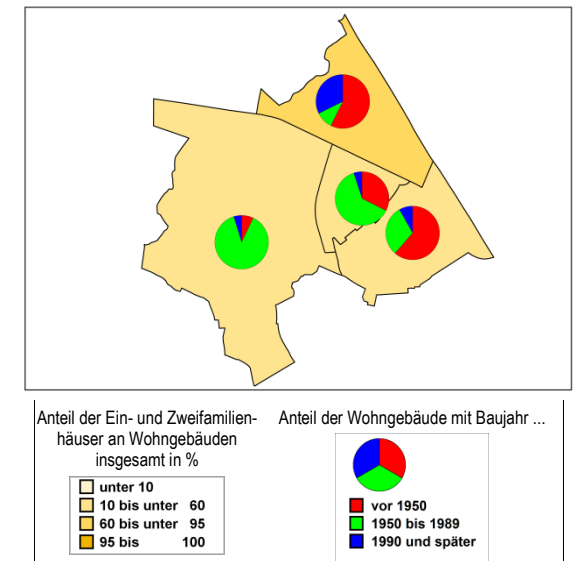 Anteil der Ein- und Zweifamilien-
häuser an Wohngebäuden
insgesamt in %
unter 10
10 bis unter 60
60 bis unter 95
95 bis 100
Anteil der Wohngebäude mit Baujahr ...
vor 1950
1950 bis 1989
1990 und später